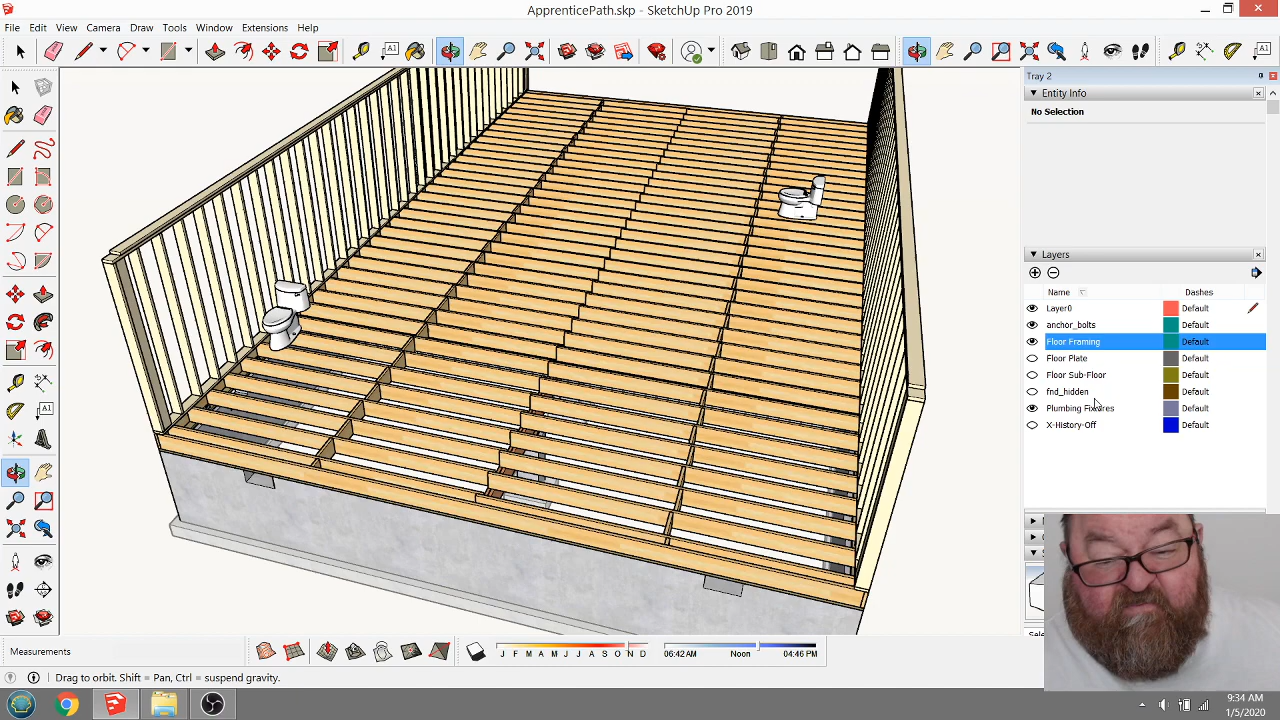 ApprenticePath.skp - SketchUp Pro 2019
File Edit View Camera Draw Tools Window Extensions Help
Tray 2
Entity Info
No Selection
Layers
Name Dashes
Layer0 Default
anchor_bolts Default
Floor Framing Default
Floor Plate Default
Floor Sub-Floor Default
fnd_hidden Default
Plumbing Fixtures Default
X-History-Off Default
Measurements
J F M A M J J A S O N D
06:42 AM Noon 04:46 PM
Drag to orbit. Shift = Pan, Ctrl = suspend gravity.
9:34 AM
1/5/2020